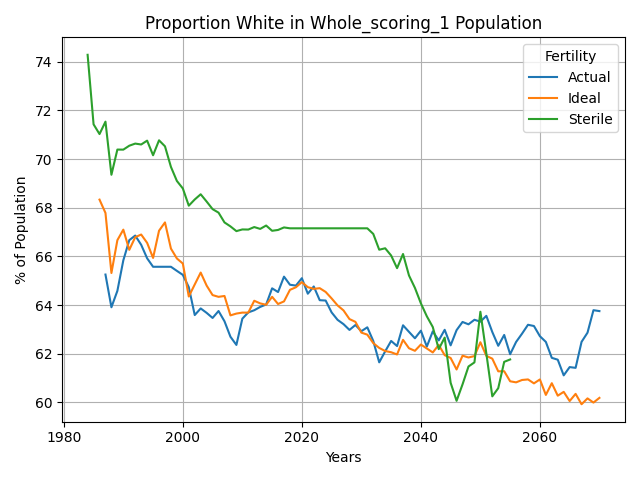 Proportion White in Whole_scoring_1 Population
Fertility
Actual
Ideal
Sterile
% of Population
74
72
70
68
66
64
62
60
1980
2000
2020
2040
2060
Years